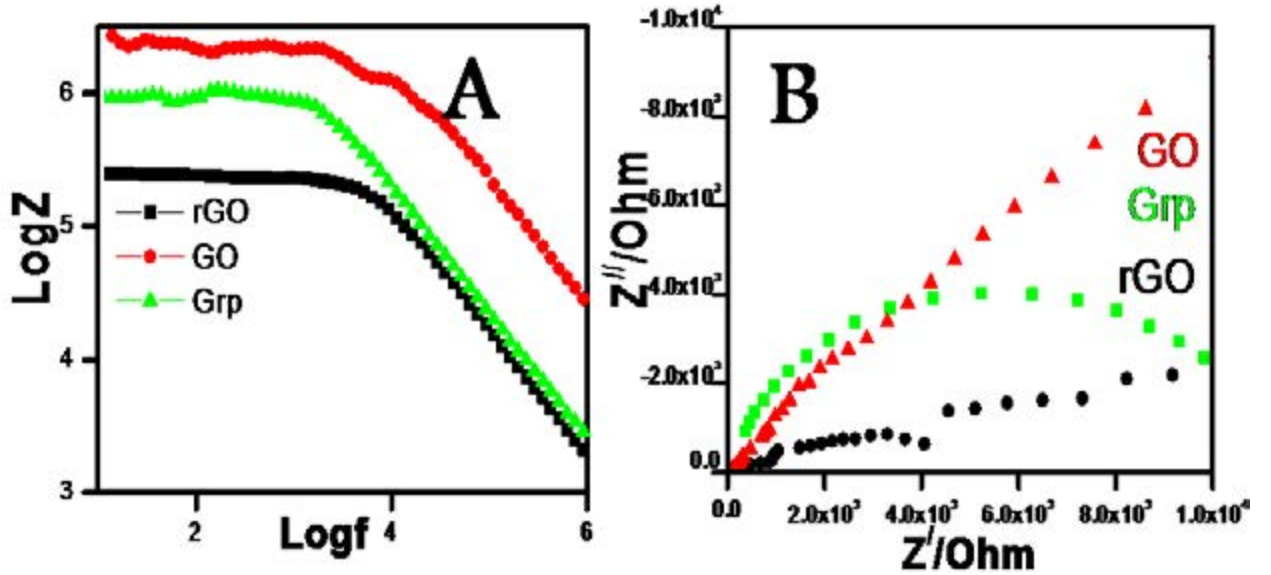 A
6
5
4
3
LogZ
rGO
GO
Grp
2
4
6
Logf
B
-1.0x10⁴
-8.0x10³
-6.0x10³
-4.0x10³
-2.0x10³
0.0
Z//​/Ohm
GO
Grp
rGO
0.0
2.0x10³
4.0x10³
6.0x10³
8.0x10³
1.0x10⁴
Z//Ohm